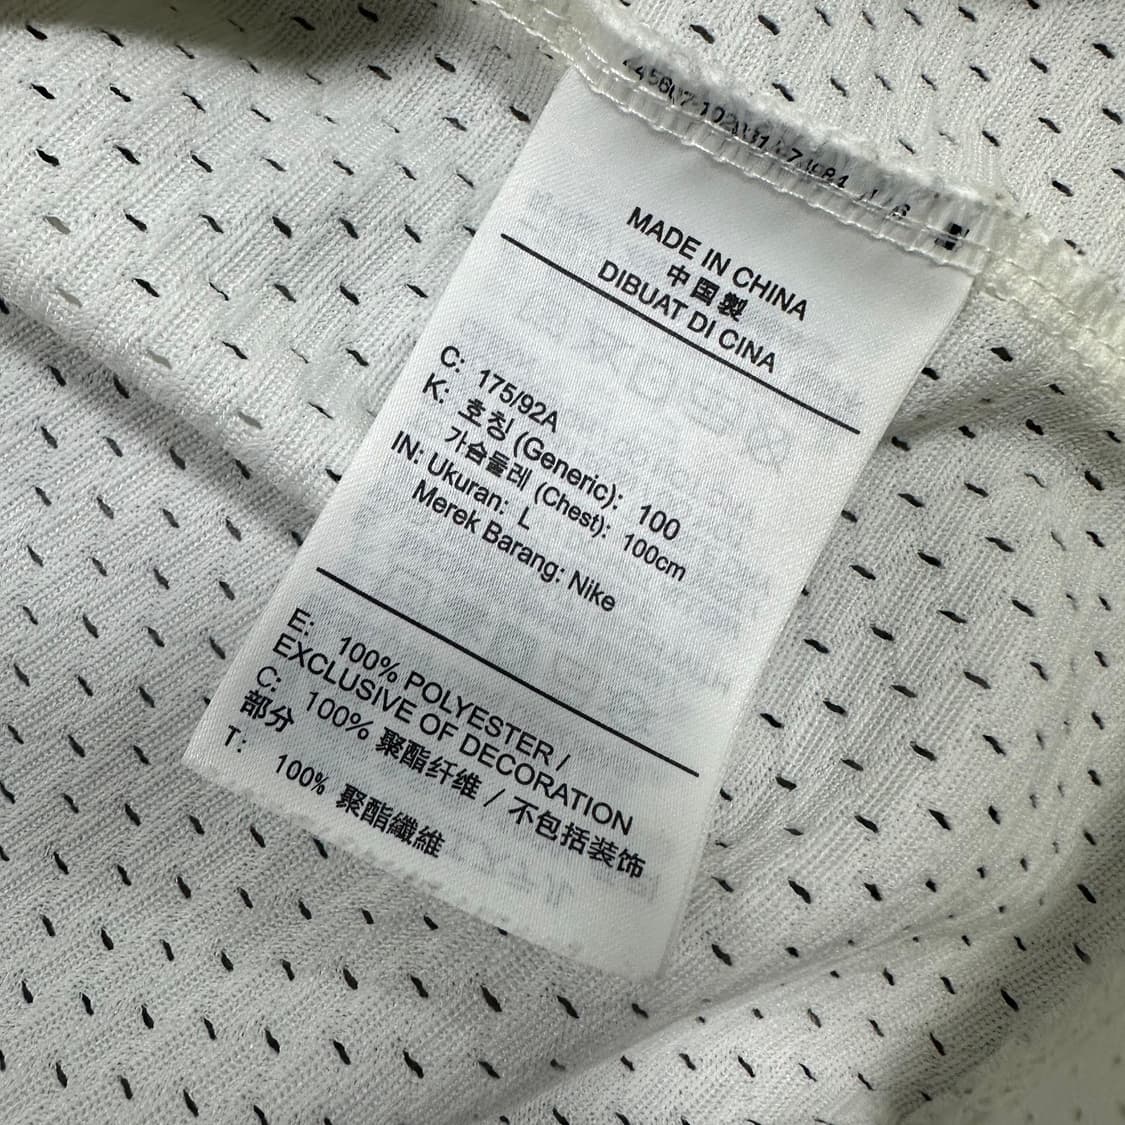 MADE IN CHINA
中国製
DIBUAT DI CINA
C: 175/92A
K: 호칭 (Generic): 100
가슴둘레 (Chest): 100cm
IN: Ukuran: L
Merek Barang: Nike
E: 100% POLYESTER /
EXCLUSIVE OF DECORATION
C: 100% 聚酯纤维 / 不包括装饰
部分
T: 100% 聚酯纖維